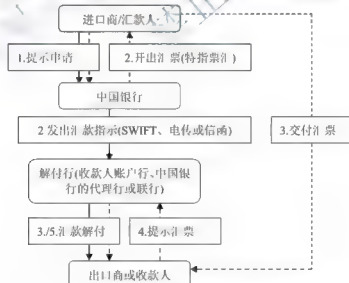 进口商/汇款人
1.提示申请
2.开出汇票(特指票汇)
中国银行
2 发出汇款指示(SWIFT、电传或信函)
3.交付汇票
解付行(收款人账户行、中国银
行的代理行或联行)
3./5.汇款解付
4.提示汇票
出口商或收款人